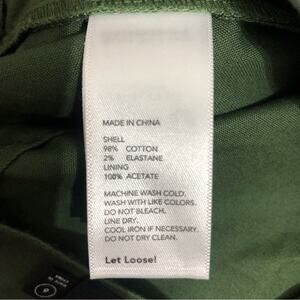 MADE IN CHINA
SHELL
98% COTTON
2% ELASTANE
LINING
100% ACETATE
MACHINE WASH COLD.
WASH WITH LIKE COLORS.
DO NOT BLEACH.
LINE DRY.
COOL IRON IF NECESSARY.
DO NOT DRY CLEAN.
Let Loose!